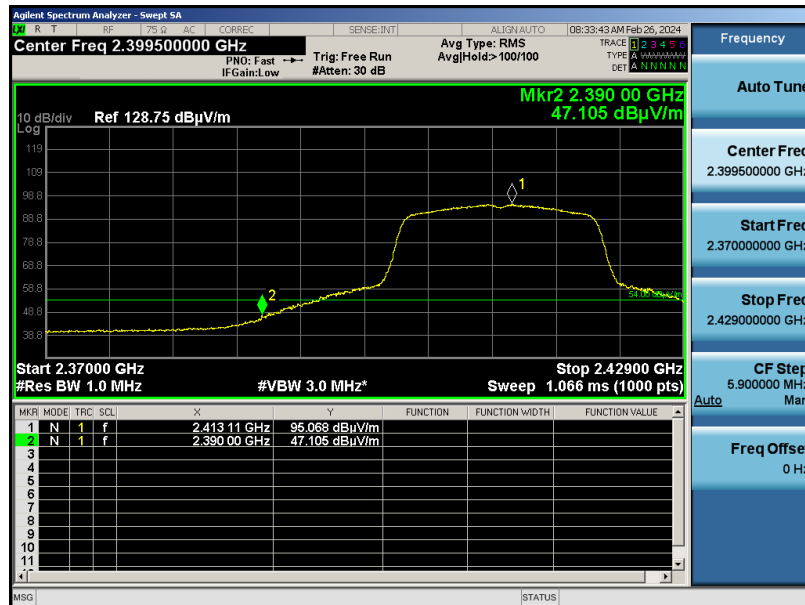 Agilent Spectrum Analyzer - Swept SA
LXI R T RF 75 Ω AC CORREC SENSE:INT ALIGN AUTO 08:33:43 AM Feb 26, 2024
Center Freq 2.399500000 GHz
PNO: Fast
IFGain:Low
Trig: Free Run
#Atten: 30 dB
Avg Type: RMS
Avg|Hold:>100/100
TRACE 1 2 3 4 5 6
TYPE A WWWWW
DET A N N N N N
Mkr2 2.390 00 GHz
47.105 dBµV/m
10 dB/div
Log
Ref 128.75 dBµV/m
119
109
98.8
88.8
78.8
68.8
58.8
48.8
38.8
1
2
54.00 dBµV/m
Start 2.37000 GHz
Stop 2.42900 GHz
#Res BW 1.0 MHz
#VBW 3.0 MHz*
Sweep 1.066 ms (1000 pts)
MKR MODE TRC SCL X Y FUNCTION FUNCTION WIDTH FUNCTION VALUE
1 N 1 f 2.413 11 GHz 95.068 dBµV/m
2 N 1 f 2.390 00 GHz 47.105 dBµV/m
3
4
5
6
7
8
9
10
11
MSG
STATUS
Frequency
Auto Tune
Center Freq
2.399500000 GHz
Start Freq
2.370000000 GHz
Stop Freq
2.429000000 GHz
CF Step
5.900000 MHz
Auto Man
Freq Offset
0 Hz